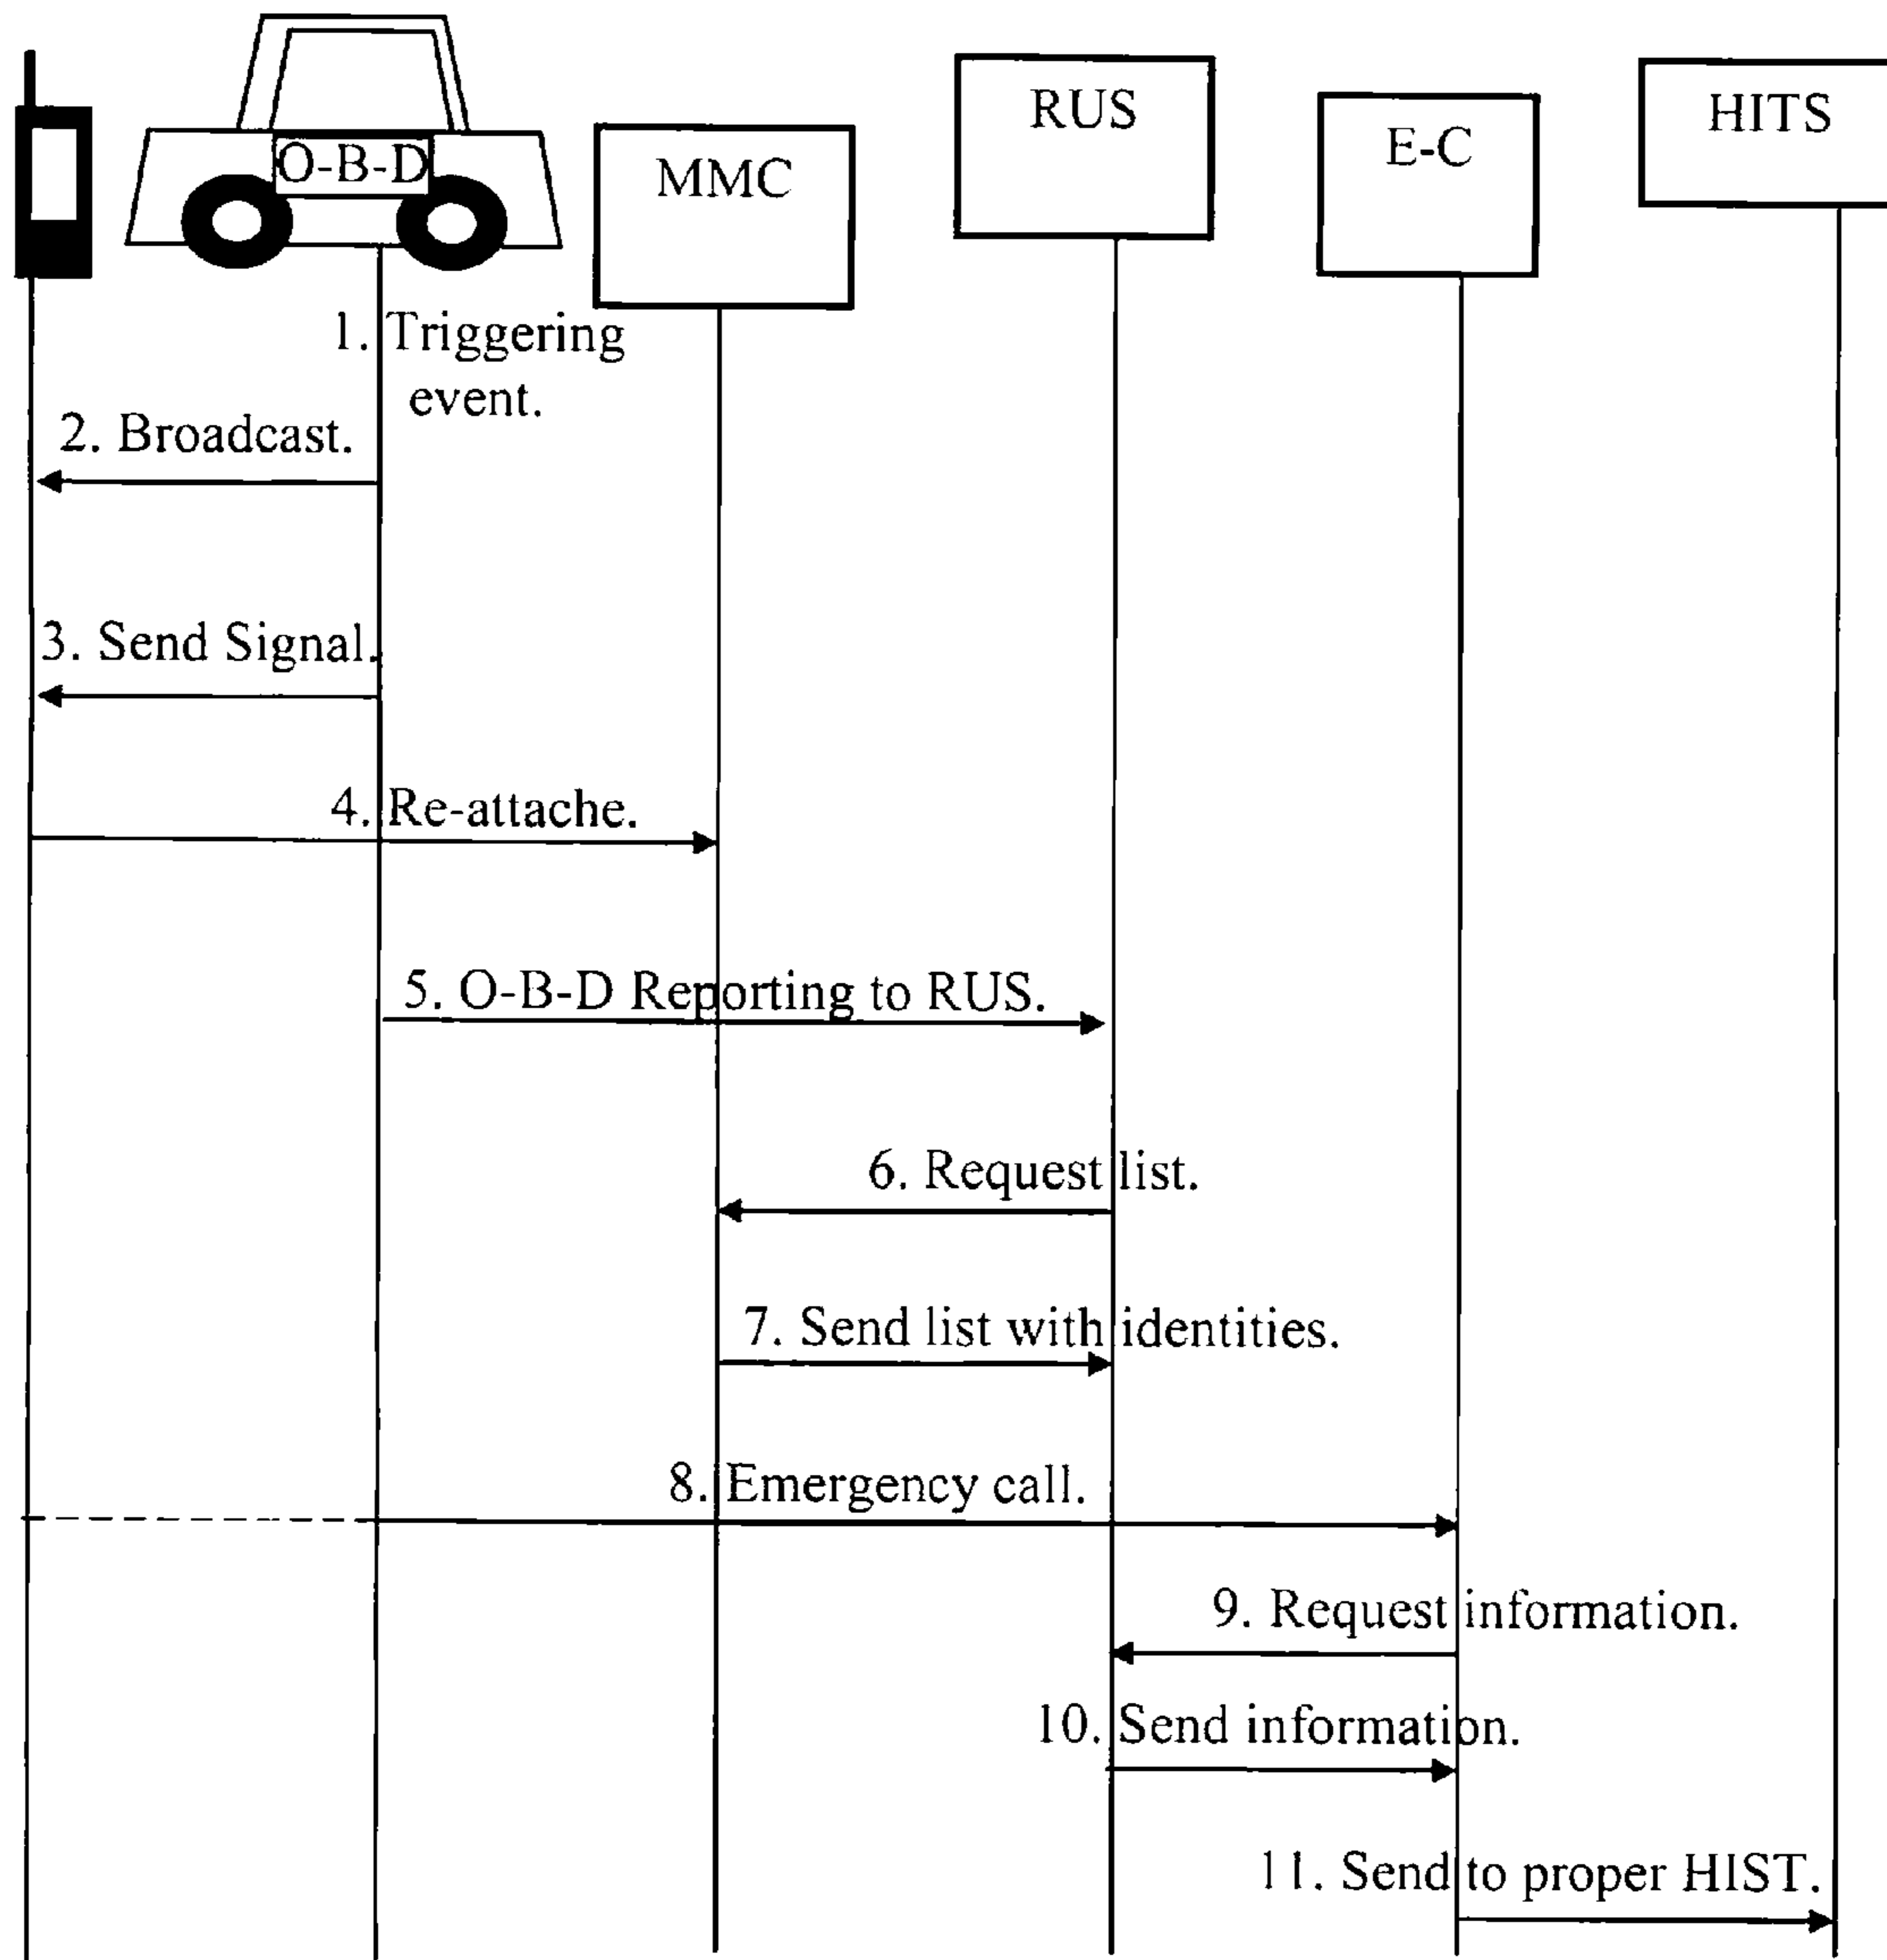 O-B-D
MMC
RUS
E-C
HITS
1. Triggering
event.
2. Broadcast.
3. Send Signal.
4. Re-attache.
5. O-B-D Reporting to RUS.
6. Request list.
7. Send list with identities.
8. Emergency call.
9. Request information.
10. Send information.
11. Send to proper HIST.